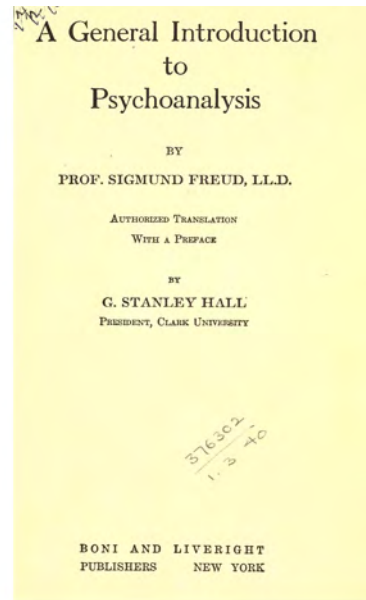 A General Introduction
to
Psychoanalysis
BY
PROF. SIGMUND FREUD, LL.D.
AUTHORIZED TRANSLATION
WITH A PREFACE
BY
G. STANLEY HALL
PRESIDENT, CLARK UNIVERSITY
376302
1. 3 40
BONI AND LIVERIGHT
PUBLISHERS NEW YORK